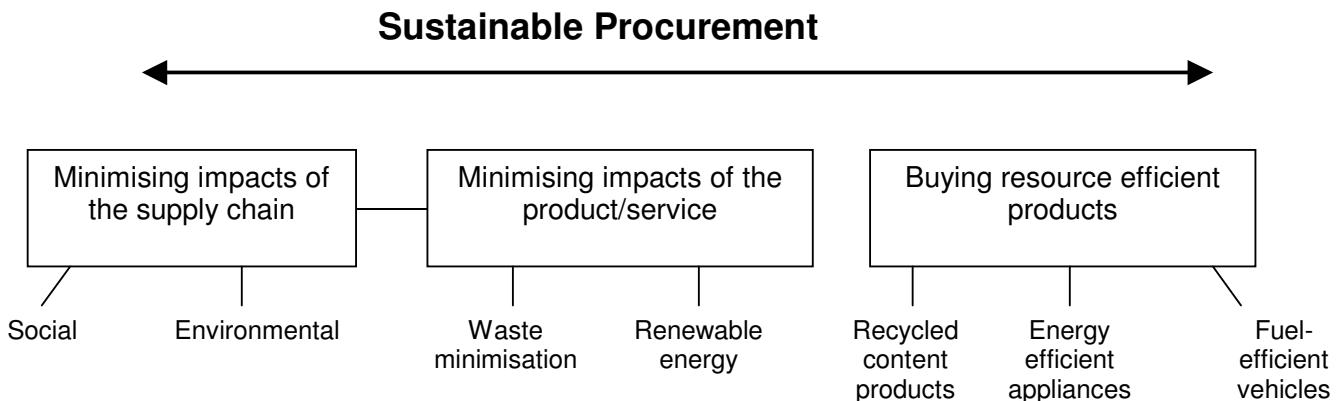 Sustainable Procurement
Minimising impacts of
the supply chain
Minimising impacts of the
product/service
Buying resource efficient
products
Social
Environmental
Waste
minimisation
Renewable
energy
Recycled
content
products
Energy
efficient
appliances
Fuel-
efficient
vehicles